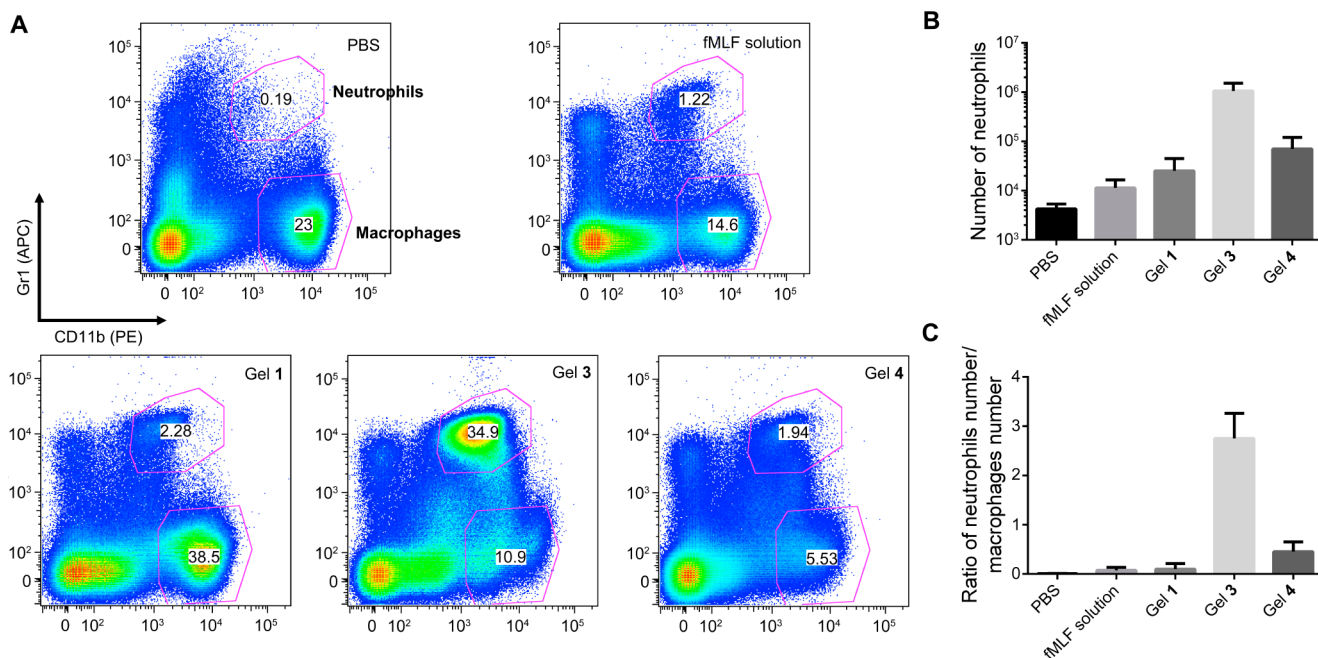 A
PBS
10⁵
10⁴
10³
10²
0
0.19
Neutrophils
23
Macrophages
0 10² 10³ 10⁴ 10⁵
fMLF solution
10⁵
10⁴
10³
10²
0
1.22
14.6
0 10² 10³ 10⁴ 10⁵
Gr1 (APC)
CD11b (PE)
Gel 1
10⁵
10⁴
10³
10²
0
2.28
38.5
0 10² 10³ 10⁴ 10⁵
Gel 3
10⁵
10⁴
10³
10²
0
34.9
10.9
0 10² 10³ 10⁴ 10⁵
Gel 4
10⁵
10⁴
10³
10²
0
1.94
5.53
0 10² 10³ 10⁴ 10⁵
B
Number of neutrophils
10⁷
10⁶
10⁵
10⁴
10³
PBS
fMLF solution
Gel 1
Gel 3
Gel 4
C
Ratio of neutrophils number/
macrophages number
4
3
2
1
0
PBS
fMLF solution
Gel 1
Gel 3
Gel 4